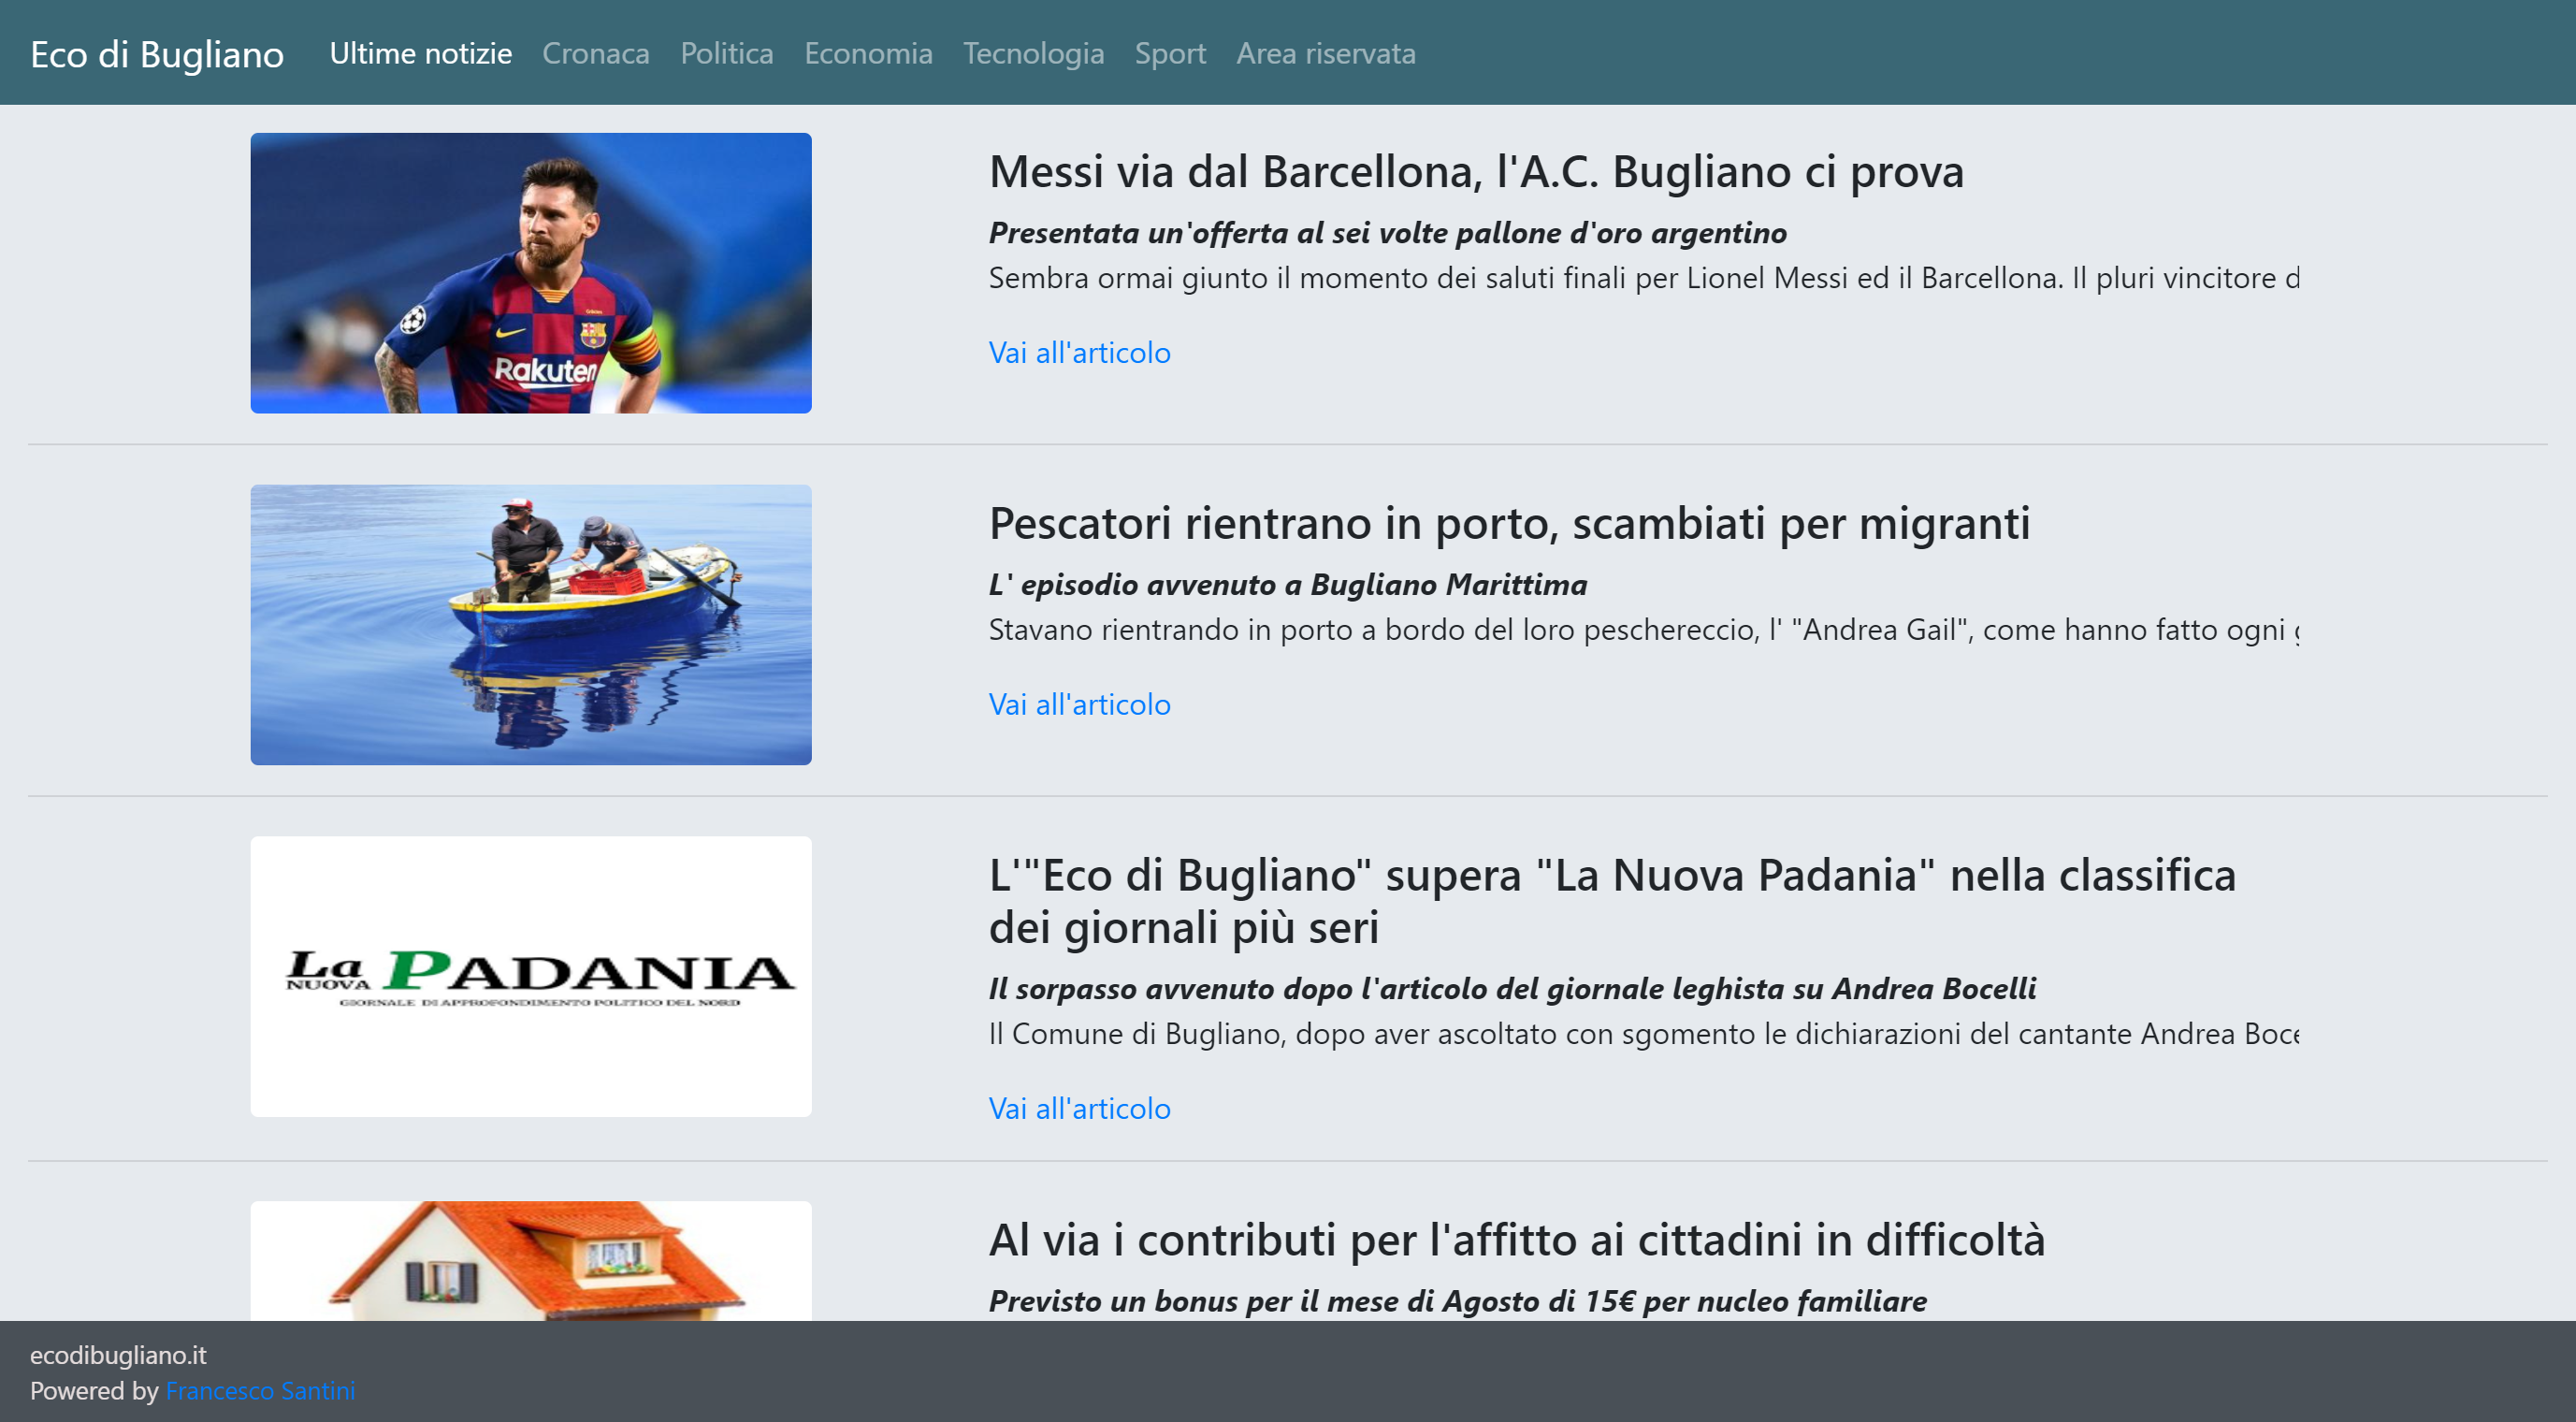 Eco di Bugliano Ultime notizie Cronaca Politica Economia Tecnologia Sport Area riservata
Rakuten
Messi via dal Barcellona, l'A.C. Bugliano ci prova
Presentata un'offerta al sei volte pallone d'oro argentino
Sembra ormai giunto il momento dei saluti finali per Lionel Messi ed il Barcellona. Il pluri vincitore d
Vai all'articolo
Pescatori rientrano in porto, scambiati per migranti
L' episodio avvenuto a Bugliano Marittima
Stavano rientrando in porto a bordo del loro peschereccio, l' "Andrea Gail", come hanno fatto ogni
Vai all'articolo
La NUOVA PADANIA
GIORNALE DI APPROFONDIMENTO POLITICO DEL NORD
L'"Eco di Bugliano" supera "La Nuova Padania" nella classifica
dei giornali più seri
Il sorpasso avvenuto dopo l'articolo del giornale leghista su Andrea Bocelli
Il Comune di Bugliano, dopo aver ascoltato con sgomento le dichiarazioni del cantante Andrea Boce
Vai all'articolo
Al via i contributi per l'affitto ai cittadini in difficoltà
Previsto un bonus per il mese di Agosto di 15€ per nucleo familiare
ecodibugliano.it
Powered by Francesco Santini